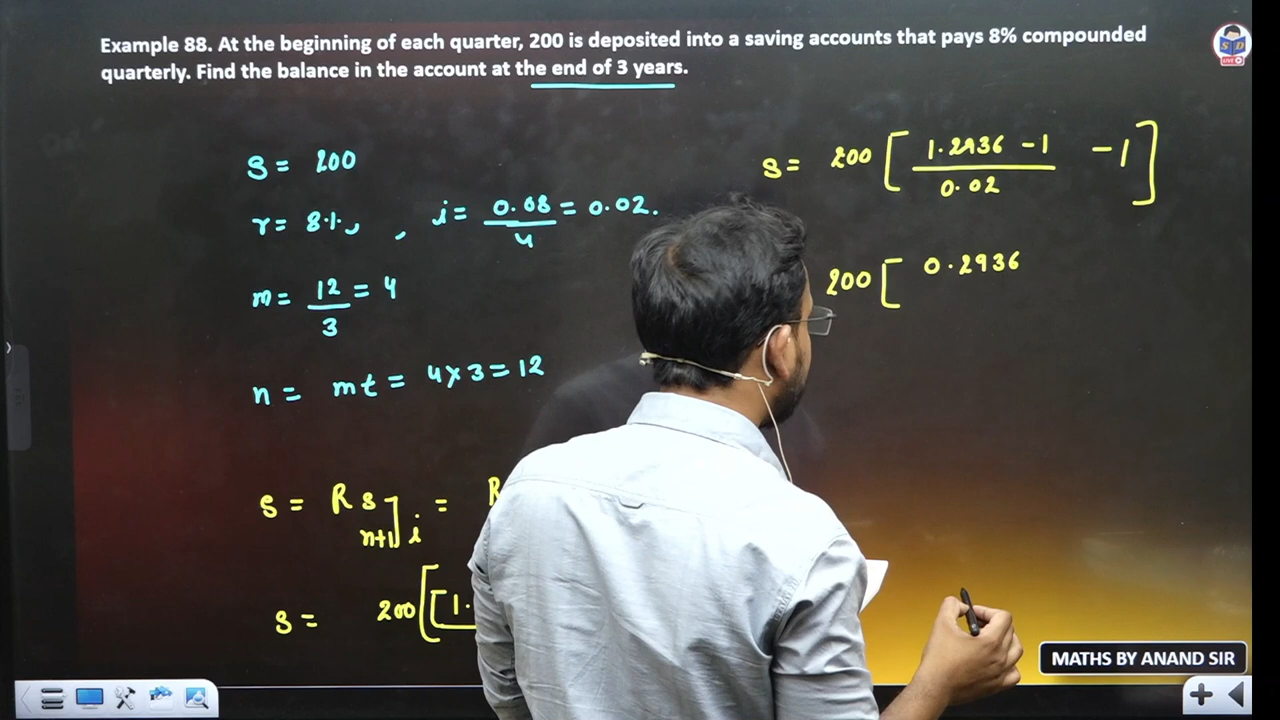 Example 88. At the beginning of each quarter, 200 is deposited into a saving accounts that pays 8% compounded
quarterly. Find the balance in the account at the end of 3 years.
S = 200
r = 8%, , i = 0.08/4 = 0.02.
m = 12/3 = 4
n = mt = 4×3 = 12
S = R s n+1 i = R
S = 200[[1.
S = 200 [ 1.2936 - 1 / 0.02 - 1 ]
200 [ 0.2936
MATHS BY ANAND SIR
SD
LIVE